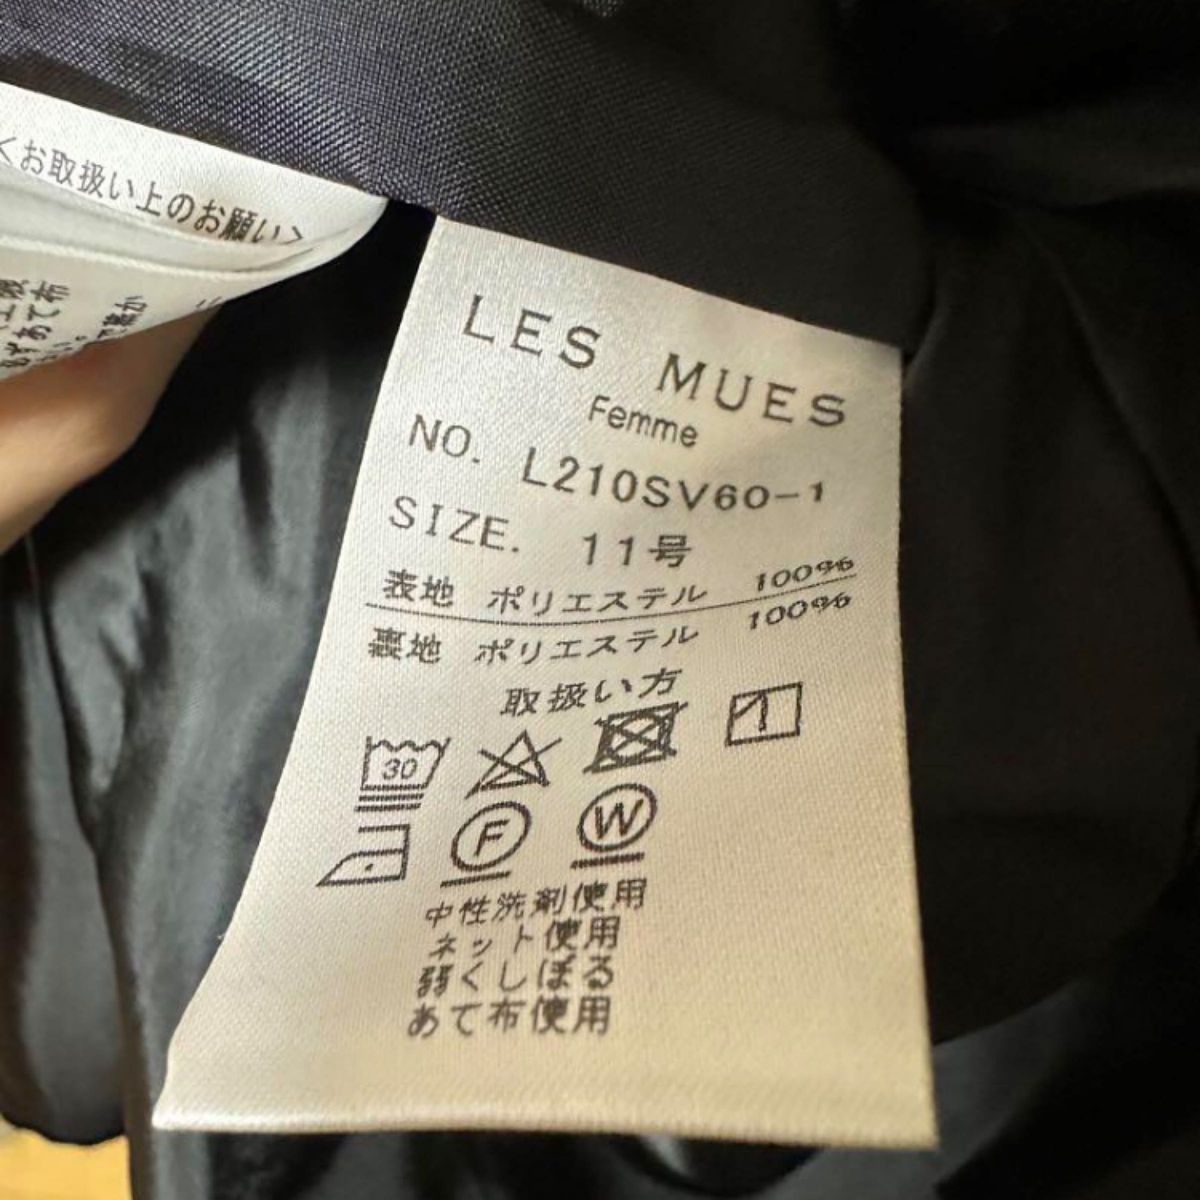 <お取扱い上のお願い>
LES MUES
Femme
NO. L210SV60-1
SIZE. 11号
表地 ポリエステル 100%
裏地 ポリエステル 100%
取扱い方
30
F W
中性洗剤使用
ネット使用
弱くしぼる
あて布使用